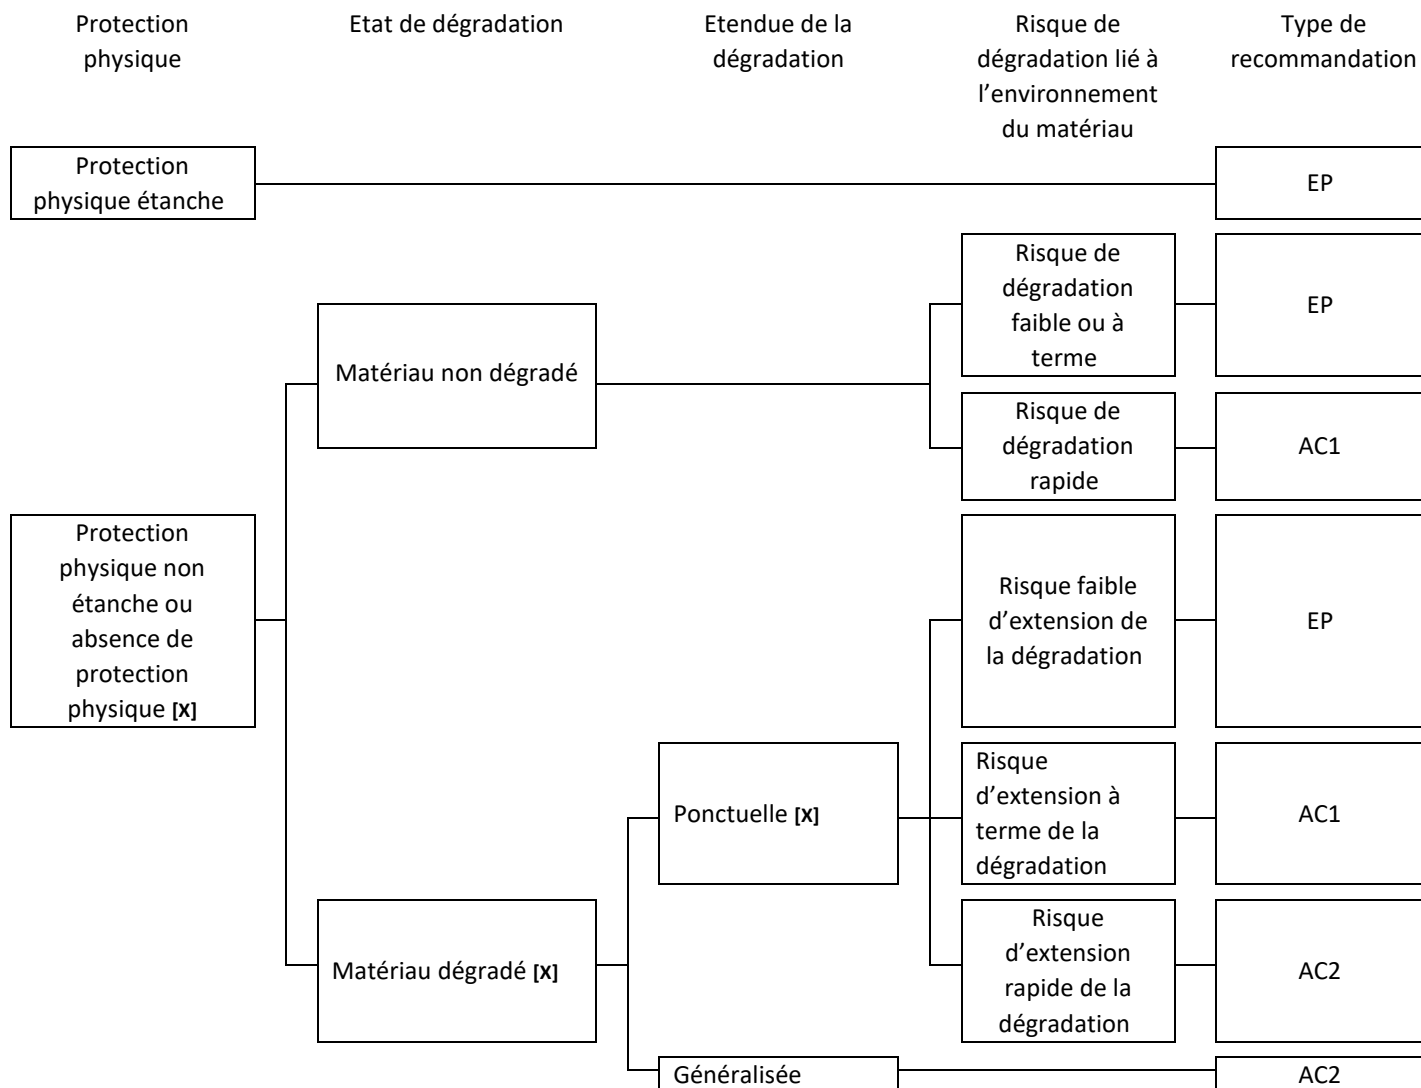 Protection
physique
Etat de dégradation
Etendue de la
dégradation
Risque de
dégradation lié à
l’environnement
du matériau
Type de
recommandation
Protection
physique étanche
EP
Risque de
dégradation
faible ou à
terme
EP
Matériau non dégradé
Risque de
dégradation
rapide
AC1
Protection
physique non
étanche ou
absence de
protection
physique [X]
Risque faible
d’extension de
la dégradation
EP
Ponctuelle [X]
Risque
d’extension à
terme de la
dégradation
AC1
Matériau dégradé [X]
Risque
d’extension
rapide de la
dégradation
AC2
Généralisée
AC2